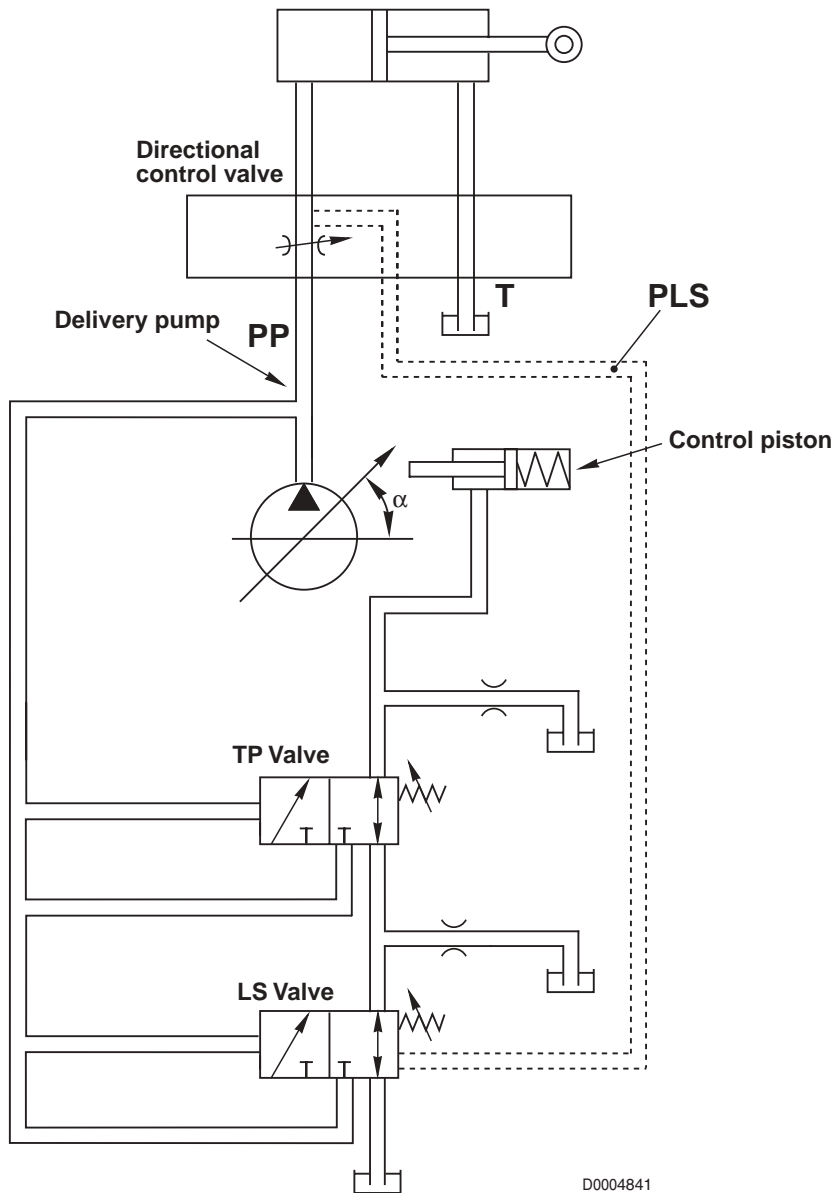 Directional
control valve
T
PLS
Delivery pump
PP
Control piston
α
TP Valve
LS Valve
D0004841